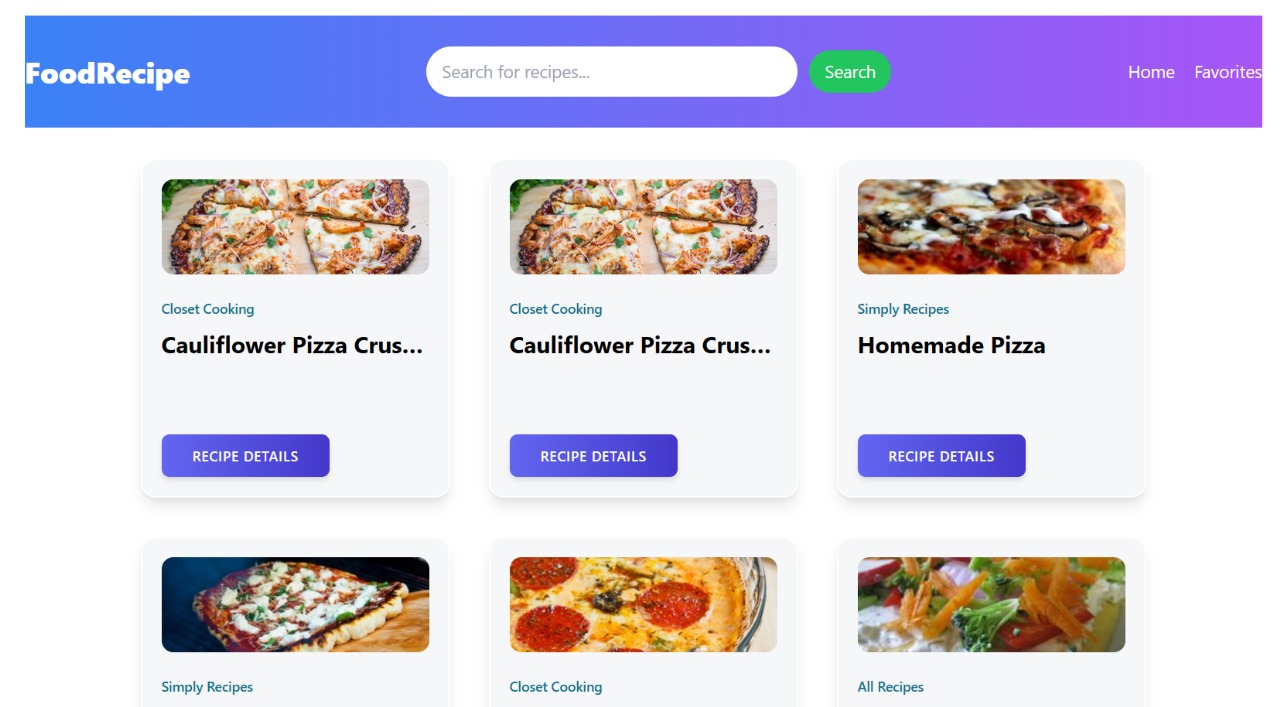 FoodRecipe
Search for recipes...
Search
Home Favorites
Closet Cooking
Cauliflower Pizza Crus...
RECIPE DETAILS
Closet Cooking
Cauliflower Pizza Crus...
RECIPE DETAILS
Simply Recipes
Homemade Pizza
RECIPE DETAILS
Simply Recipes
Closet Cooking
All Recipes